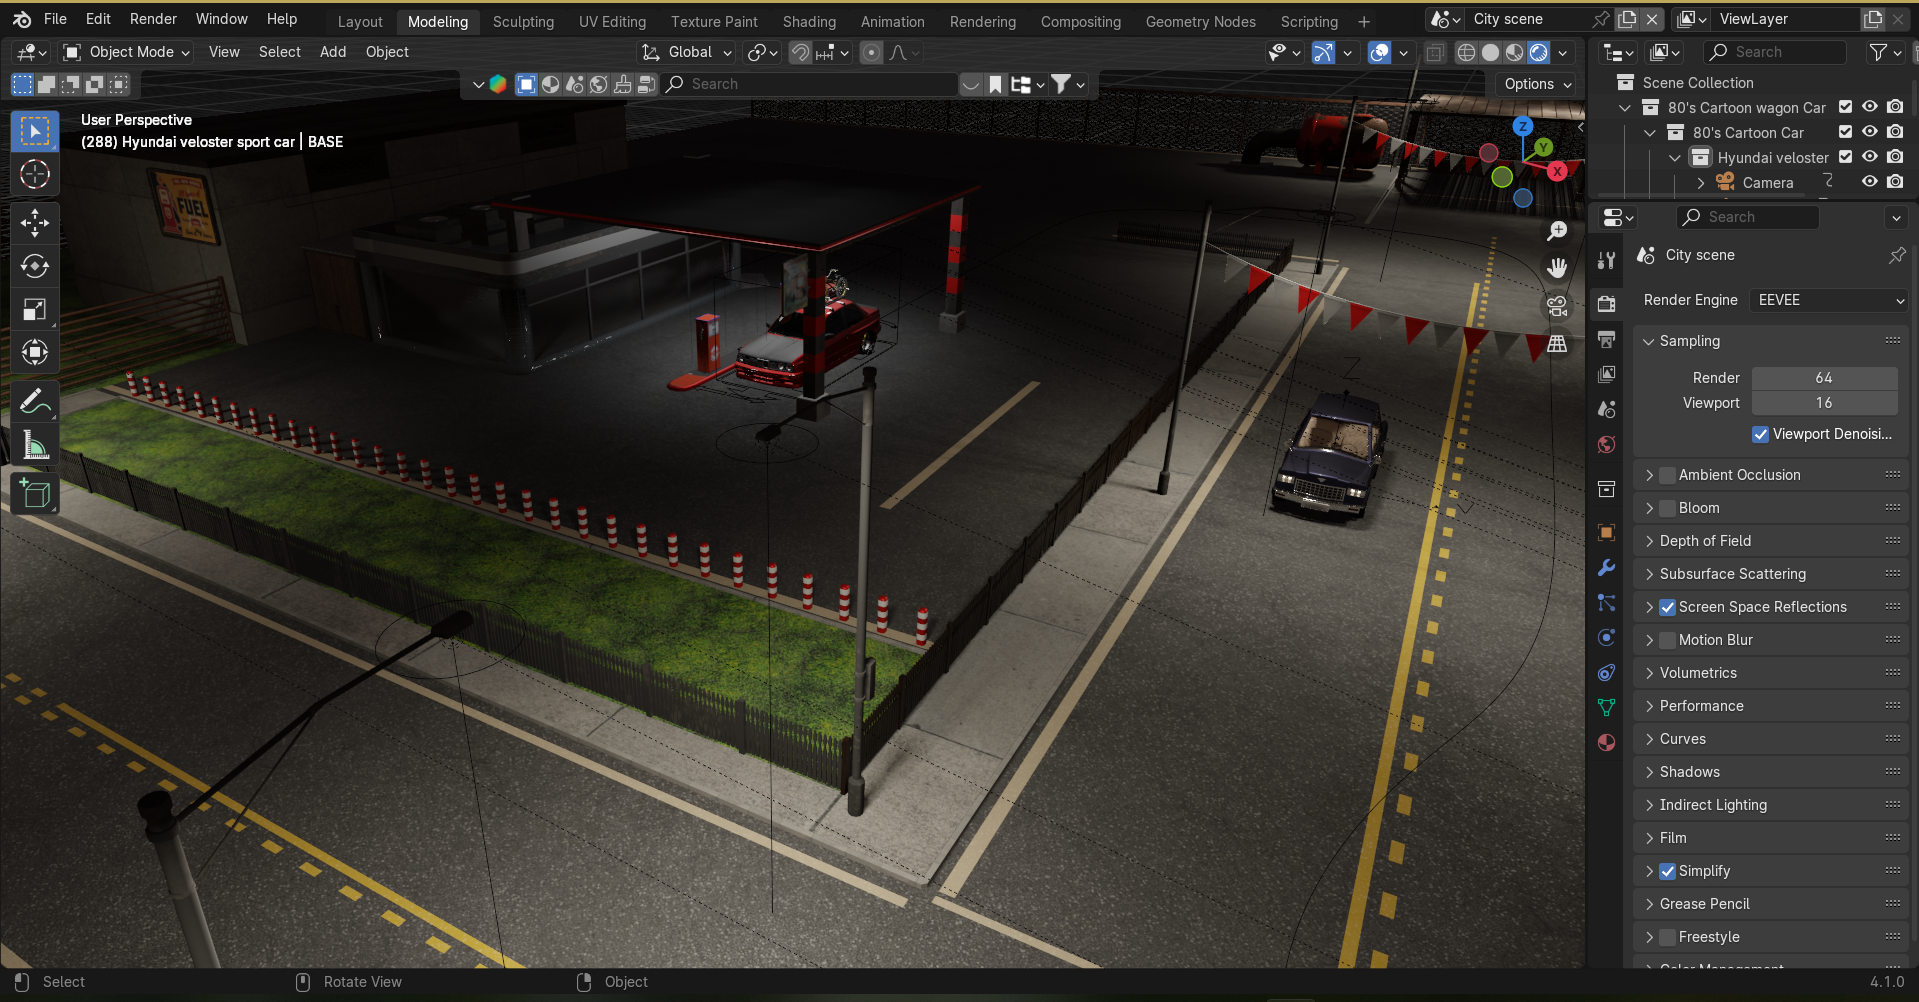 File Edit Render Window Help Layout Modeling Sculpting UV Editing Texture Paint Shading Animation Rendering Compositing Geometry Nodes Scripting City scene ViewLayer
Object Mode View Select Add Object Global
Search
Search
Options
Scene Collection
80's Cartoon wagon Car
80's Cartoon Car
Hyundai veloster
Camera
User Perspective
(288) Hyundai veloster sport car | BASE
FUEL
Z
Y
X
Search
City scene
Render Engine EEVEE
Sampling
Render 64
Viewport 16
Viewport Denoisi...
Ambient Occlusion
Bloom
Depth of Field
Subsurface Scattering
Screen Space Reflections
Motion Blur
Volumetrics
Performance
Curves
Shadows
Indirect Lighting
Film
Simplify
Grease Pencil
Freestyle
Color Management
Select Rotate View Object 4.1.0